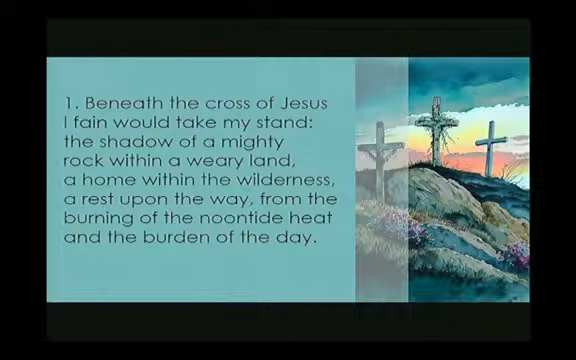 1. Beneath the cross of Jesus
I fain would take my stand:
the shadow of a mighty
rock within a weary land,
a home within the wilderness,
a rest upon the way, from the
burning of the noontide heat
and the burden of the day.